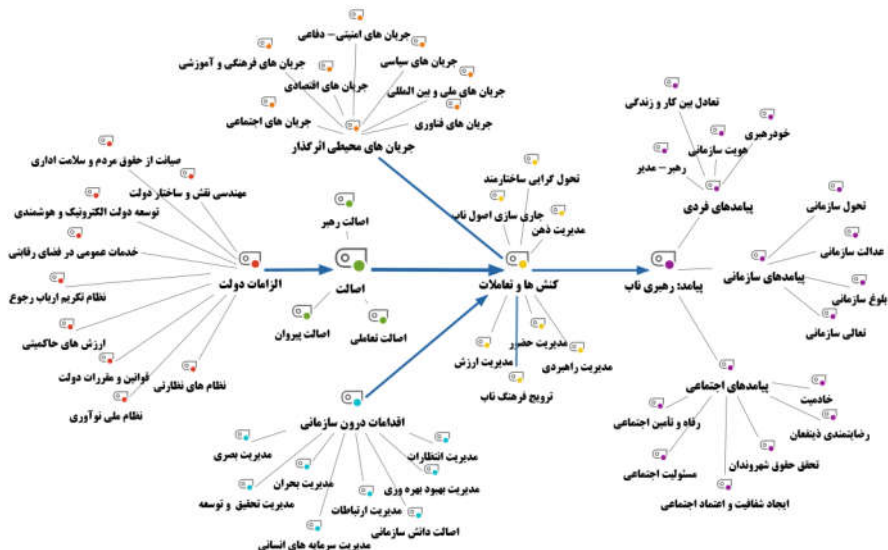 جریان های امنیتی- دفاعی
جریان های سیاسی
جریان های فرهنگی و آموزشی
جریان های اقتصادی
جریان های ملی و بین المللی
جریان های اجتماعی
جریان های فناوری
جریان های محیطی اثرگذار
صیانت از حقوق مردم و سلامت اداری
مهندسی نقش و ساختار دولت
توسعه دولت الکترونیک و هوشمندی
خدمات عمومی در فضای رقابتی
نظام تکریم ارباب رجوع
ارزش های حاکمیتی
قوانین و مقررات دولت
نظام های نظارتی
نظام ملی نوآوری
الزامات دولت
اصالت رهبر
اصالت
اصالت پیروان
اصالت تعاملی
تحول گرایی ساختارمند
جاری سازی اصول ناب
مدیریت ذهن
کنش ها و تعاملات
مدیریت حضور
مدیریت ارزش
مدیریت راهبردی
ترویج فرهنگ ناب
اقدامات درون سازمانی
مدیریت بصری
مدیریت انتظارات
مدیریت بحران
مدیریت بهبود بهره وری
مدیریت تحقیق و توسعه
مدیریت ارتباطات
اصالت دانش سازمانی
مدیریت سرمایه های انسانی
تعادل بین کار و زندگی
خودرهبری
هویت سازمانی
رهبر- مدیر
پیامدهای فردی
تحول سازمانی
عدالت سازمانی
پیامدهای سازمانی
بلوغ سازمانی
تعالی سازمانی
پیامد: رهبری ناب
پیامدهای اجتماعی
خادمیت
رفاه و تأمین اجتماعی
رضایتمندی ذینفعان
تحقق حقوق شهروندان
مسئولیت اجتماعی
ایجاد شفافیت و اعتماد اجتماعی